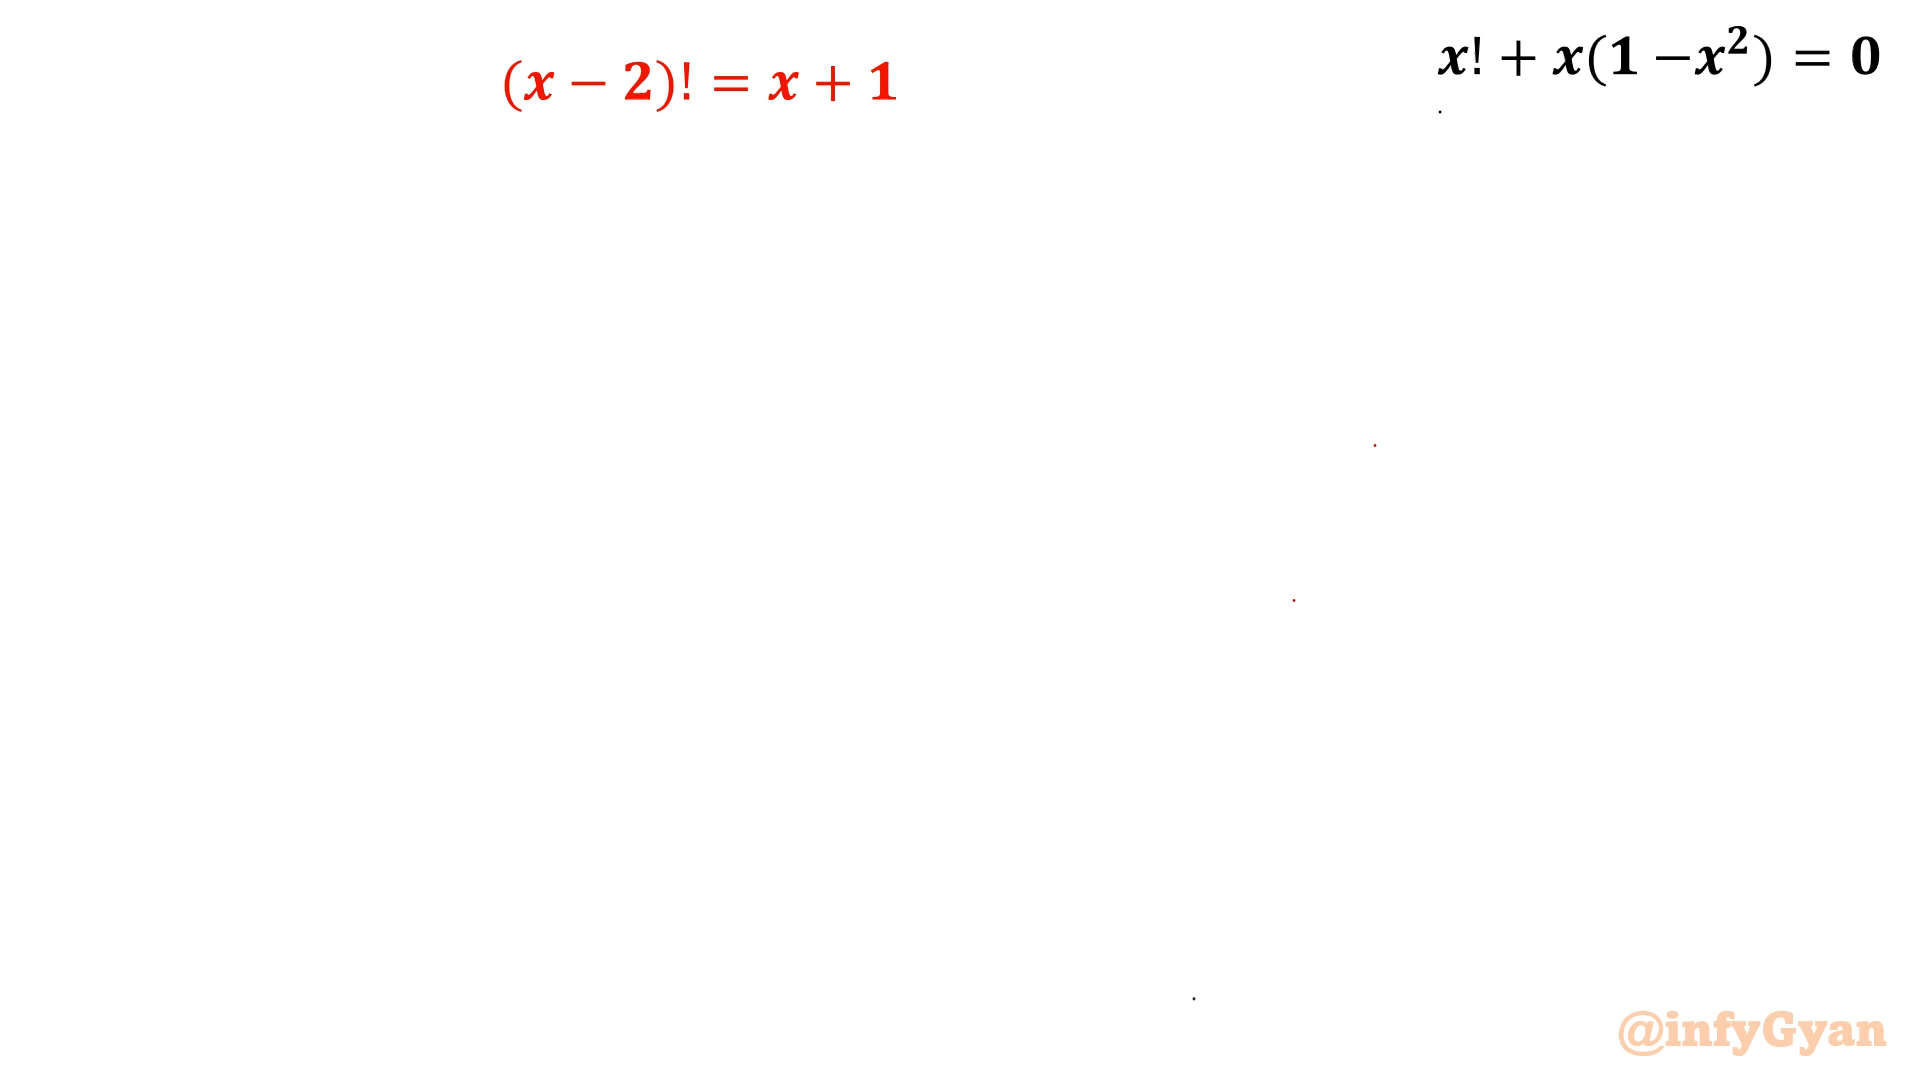 (x − 2)! = x + 1
x! + x(1 − x²) = 0
@infyGyan